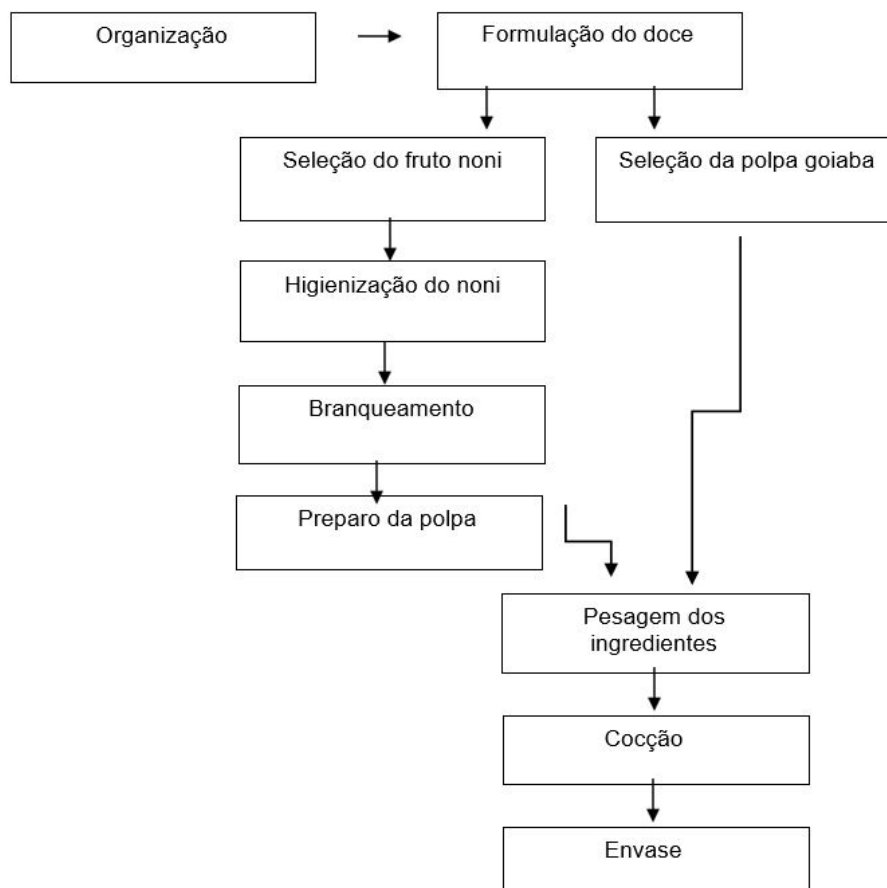 Organização
Formulação do doce
Seleção do fruto noni
Seleção da polpa goiaba
Higienização do noni
Branqueamento
Preparo da polpa
Pesagem dos
ingredientes
Cocção
Envase